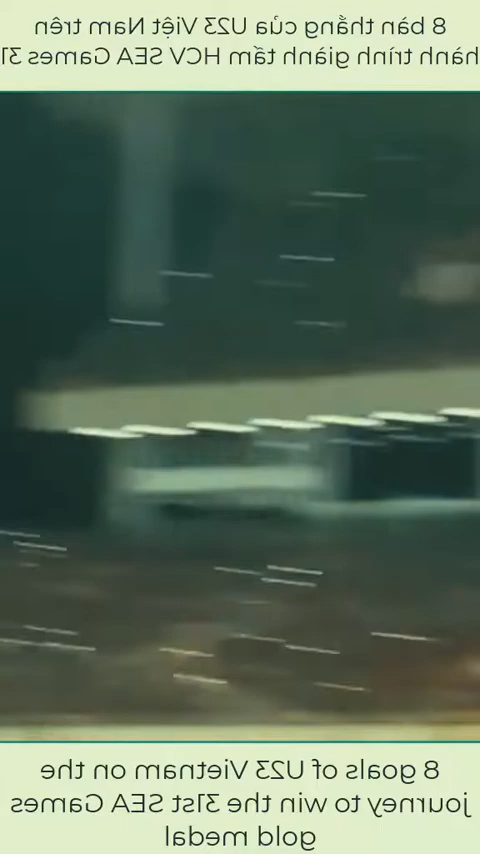 8 bàn thắng của U23 Việt Nam trên
hành trình giành tấm HCV SEA Games 31
8 goals of U23 Vietnam on the
journey to win the 31st SEA Games
gold medal